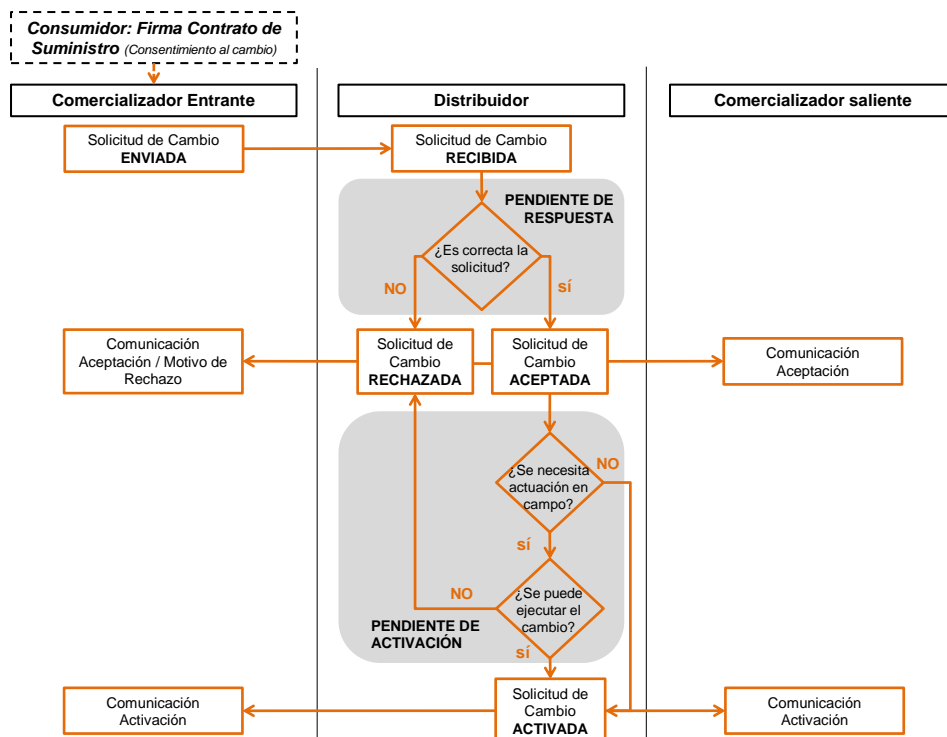 Consumidor: Firma Contrato de
Suministro (Consentimiento al cambio)
Comercializador Entrante
Distribuidor
Comercializador saliente
Solicitud de Cambio
ENVIADA
Solicitud de Cambio
RECIBIDA
PENDIENTE DE
RESPUESTA
¿Es correcta la
solicitud?
NO
sí
Comunicación
Aceptación / Motivo de
Rechazo
Solicitud de
Cambio
RECHAZADA
Solicitud de
Cambio
ACEPTADA
Comunicación
Aceptación
¿Se necesita
actuación en
campo?
NO
sí
¿Se puede
ejecutar el
cambio?
NO
PENDIENTE DE
ACTIVACIÓN
sí
Comunicación
Activación
Solicitud de
Cambio
ACTIVADA
Comunicación
Activación